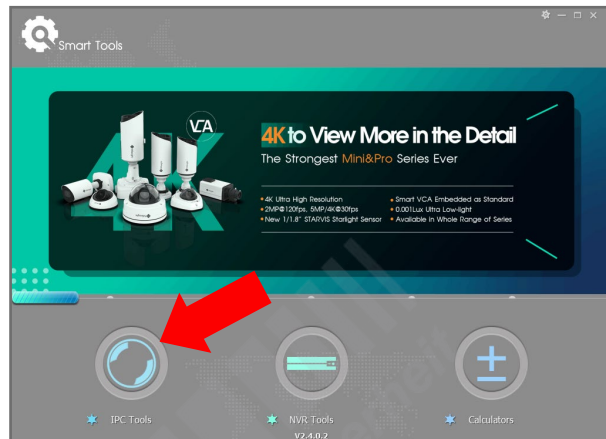 Smart Tools
VCA
4K
4K to View More in the Detail
The Strongest Mini&Pro Series Ever
• 4K Ultra High Resolution
• 2MP@120fps, 5MP/4K@30fps
• New 1/1.8" STARVIS Starlight Sensor
• Smart VCA Embedded as Standard
• 0.001Lux Ultra Low-light
• Available in Whole Range of Series
IPC Tools
NVR Tools
Calculators
V2.4.0.2